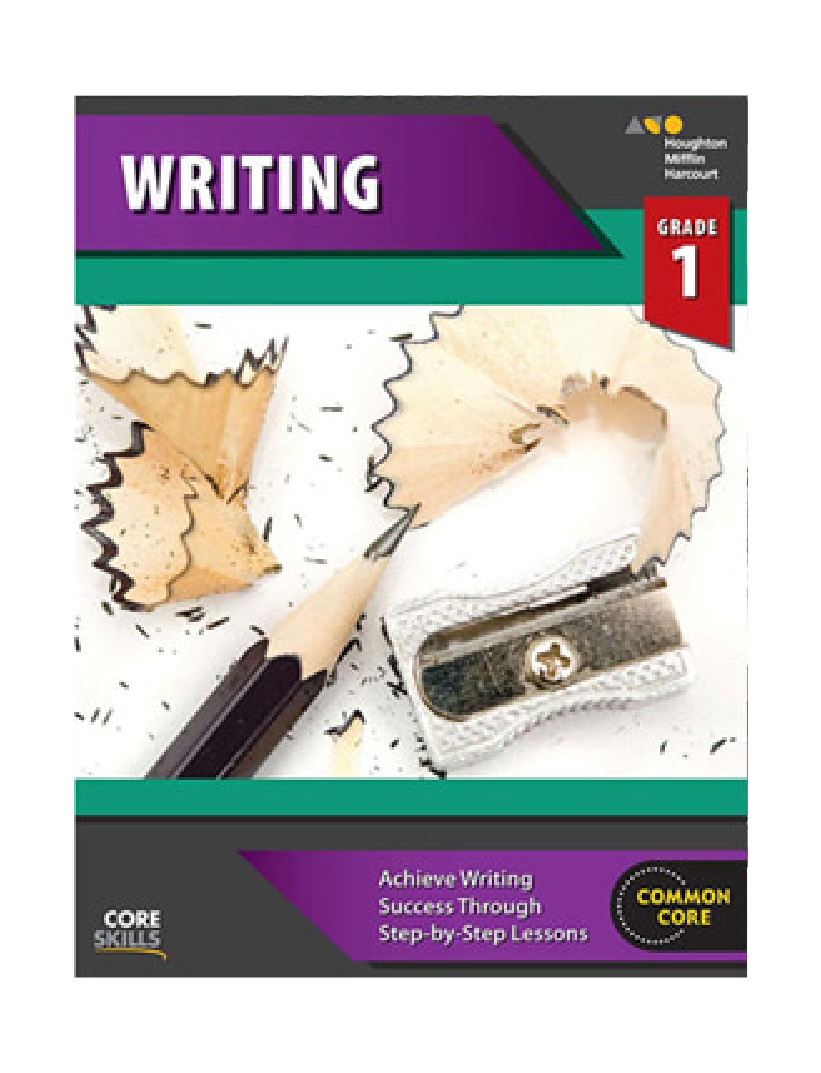 WRITING
Houghton
Mifflin
Harcourt
GRADE
1
Achieve Writing
Success Through
Step-by-Step Lessons
COMMON
CORE
CORE
SKILLS